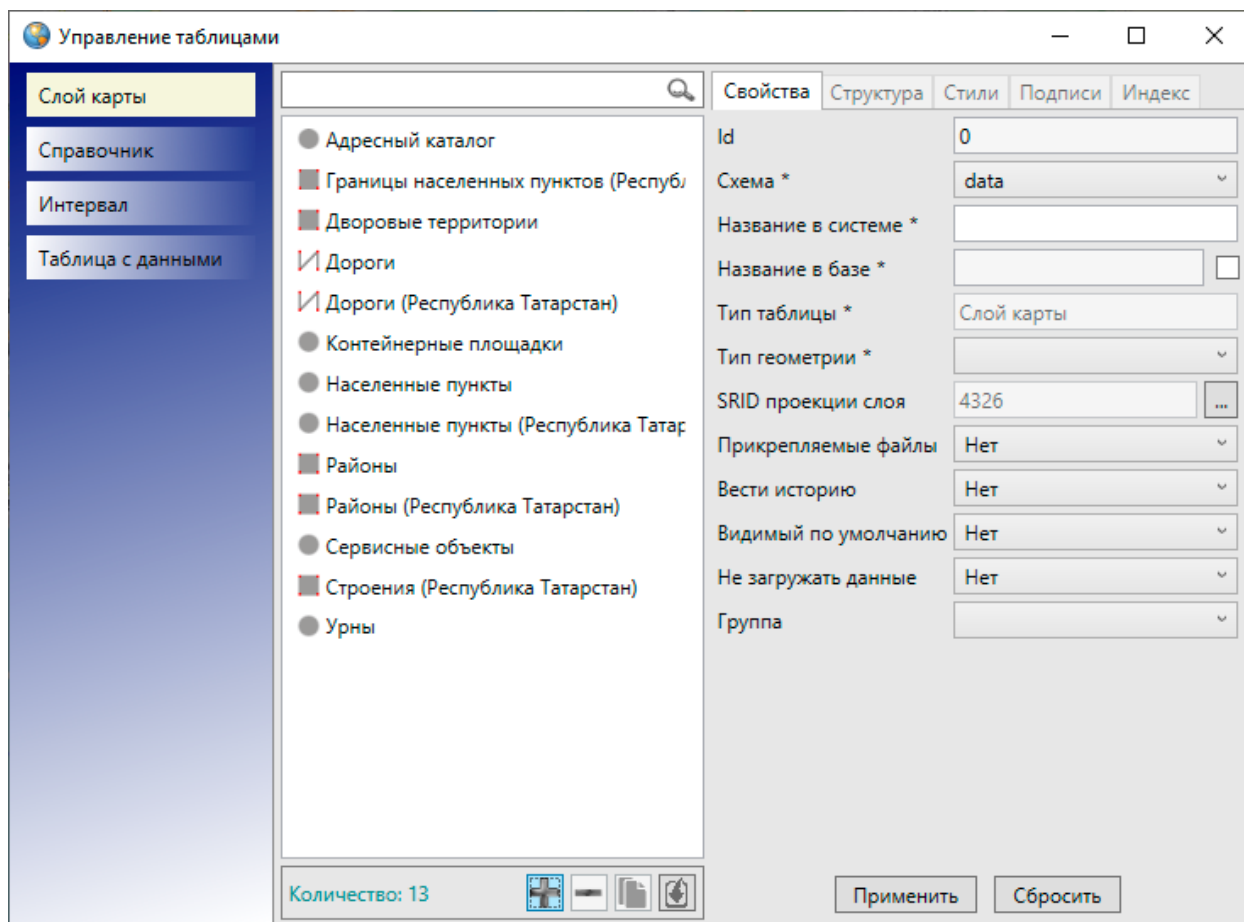 Управление таблицами
Слой карты
Справочник
Интервал
Таблица с данными
Адресный каталог
Границы населенных пунктов (Респуб
Дворовые территории
Дороги
Дороги (Республика Татарстан)
Контейнерные площадки
Населенные пункты
Населенные пункты (Республика Татар
Районы
Районы (Республика Татарстан)
Сервисные объекты
Строения (Республика Татарстан)
Урны
Количество: 13
Свойства Структура Стили Подписи Индекс
Id 0
Схема * data
Название в системе *
Название в базе *
Тип таблицы * Слой карты
Тип геометрии *
SRID проекции слоя 4326 ...
Прикрепляемые файлы Нет
Вести историю Нет
Видимый по умолчанию Нет
Не загружать данные Нет
Группа
Применить Сбросить